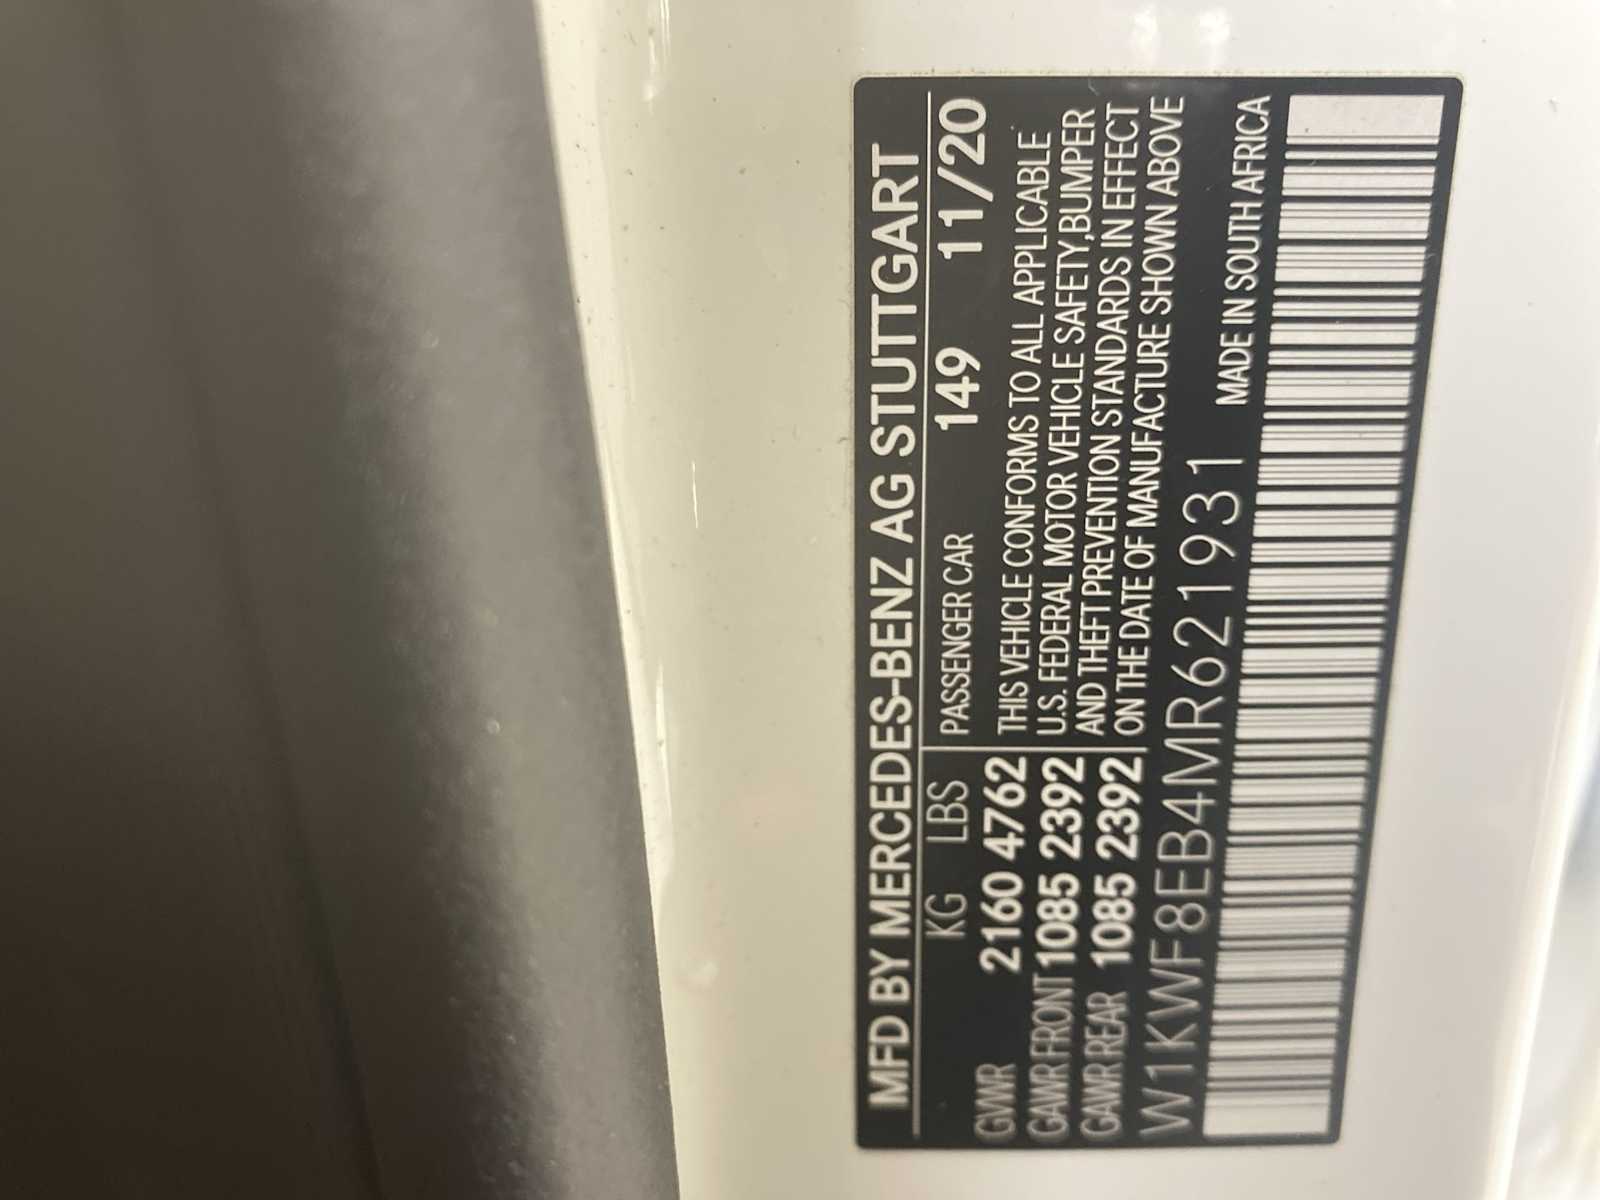 MFD BY MERCEDES-BENZ AG STUTTGART
KG LBS PASSENGER CAR 149 11/20
GVWR 2160 4762 THIS VEHICLE CONFORMS TO ALL APPLICABLE
GAWR FRONT 1085 2392 U.S. FEDERAL MOTOR VEHICLE SAFETY,BUMPER
GAWR REAR 1085 2392 AND THEFT PREVENTION STANDARDS IN EFFECT
ON THE DATE OF MANUFACTURE SHOWN ABOVE
W1KWF8EB4MR621931 MADE IN SOUTH AFRICA